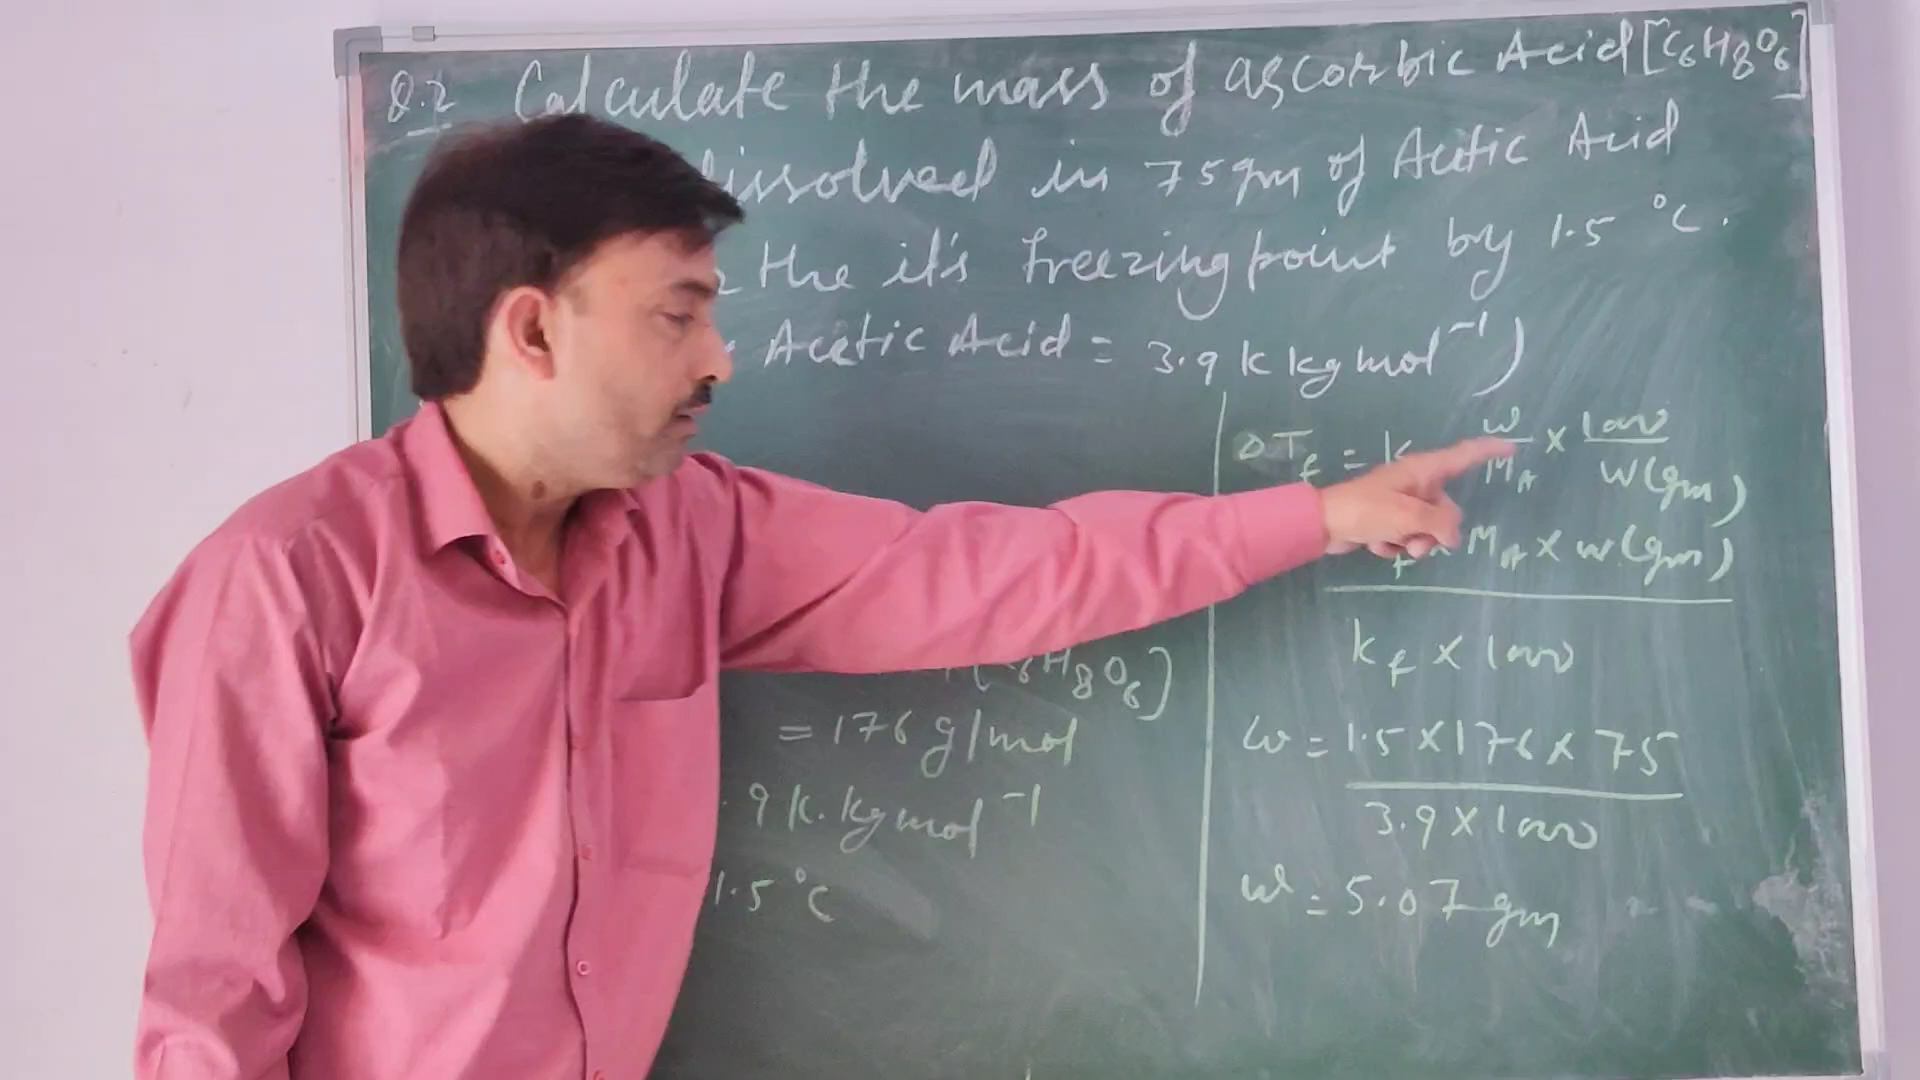 Q.2 Calculate the mass of ascorbic Acid [C6H8O6]
dissolved in 75 gm of Acetic Acid
the it's freezing point by 1.5 °C.
Acetic Acid = 3.9 K kg mol⁻¹)
(C6H8O6)
= 176 g/mol
9 K. kg mol⁻¹
1.5 °C
ΔTf = K w/MA × 1000/W(gm)
f × MA × w(gm)
Kf × 1000
w = 1.5 × 176 × 75
3.9 × 1000
w = 5.07 gm